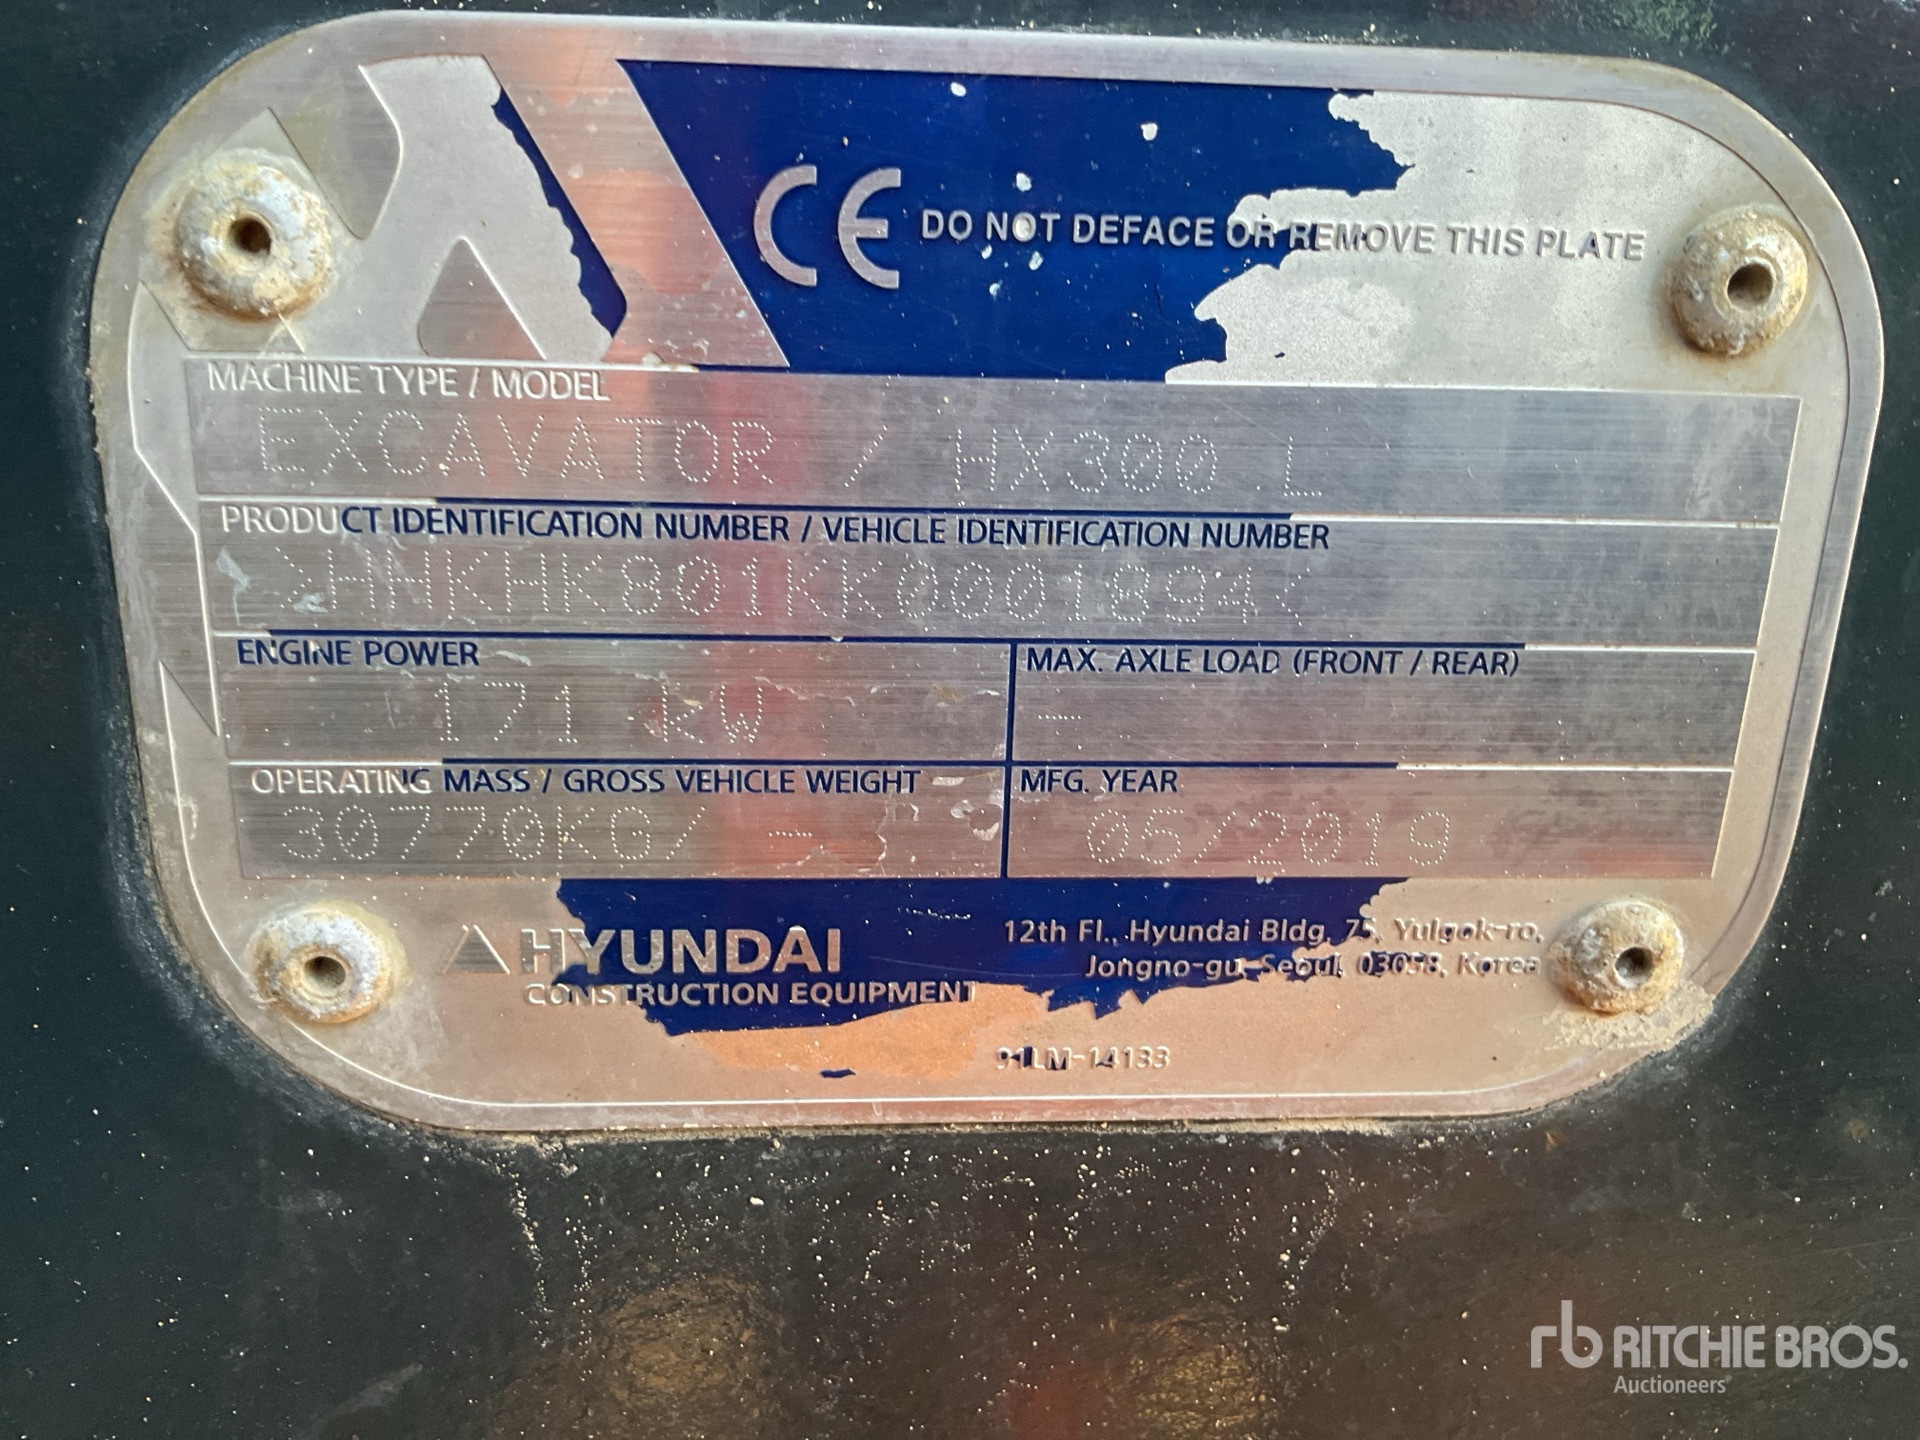 CE DO NOT DEFACE OR REMOVE THIS PLATE
MACHINE TYPE / MODEL
EXCAVATOR / HX300 L
PRODUCT IDENTIFICATION NUMBER / VEHICLE IDENTIFICATION NUMBER
>HHKHK801KK0001894<
ENGINE POWER
171 kW
MAX. AXLE LOAD (FRONT / REAR)
-
OPERATING MASS / GROSS VEHICLE WEIGHT
30770KG/ -
MFG. YEAR
05/2019
HYUNDAI
CONSTRUCTION EQUIPMENT
12th Fl., Hyundai Bldg. 75, Yulgok-ro,
Jongno-gu, Seoul, 03058, Korea
91LM-14133
rb RITCHIE BROS.
Auctioneers